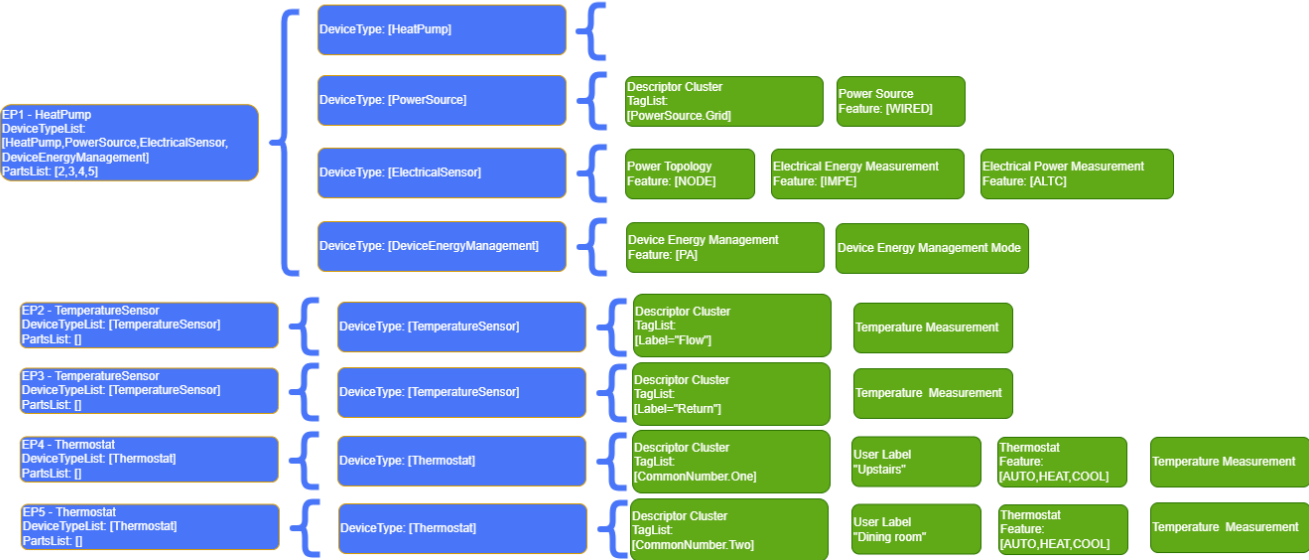 EP1 - HeatPump
DeviceTypeList:
[HeatPump,PowerSource,ElectricalSensor,
DeviceEnergyManagement]
PartsList: [2,3,4,5]
DeviceType: [HeatPump]
DeviceType: [PowerSource]
Descriptor Cluster
TagList:
[PowerSource.Grid]
Power Source
Feature: [WIRED]
DeviceType: [ElectricalSensor]
Power Topology
Feature: [NODE]
Electrical Energy Measurement
Feature: [IMPE]
Electrical Power Measurement
Feature: [ALTC]
DeviceType: [DeviceEnergyManagement]
Device Energy Management
Feature: [PA]
Device Energy Management Mode
EP2 - TemperatureSensor
DeviceTypeList: [TemperatureSensor]
PartsList: []
DeviceType: [TemperatureSensor]
Descriptor Cluster
TagList:
[Label="Flow"]
Temperature Measurement
EP3 - TemperatureSensor
DeviceTypeList: [TemperatureSensor]
PartsList: []
DeviceType: [TemperatureSensor]
Descriptor Cluster
TagList:
[Label="Return"]
Temperature  Measurement
EP4 - Thermostat
DeviceTypeList: [Thermostat]
PartsList: []
DeviceType: [Thermostat]
Descriptor Cluster
TagList:
[CommonNumber.One]
User Label
"Upstairs"
Thermostat
Feature:
[AUTO,HEAT,COOL]
Temperature Measurement
EP5 - Thermostat
DeviceTypeList: [Thermostat]
PartsList: []
DeviceType: [Thermostat]
Descriptor Cluster
TagList:
[CommonNumber.Two]
User Label
"Dining room"
Thermostat
Feature:
[AUTO,HEAT,COOL]
Temperature  Measurement